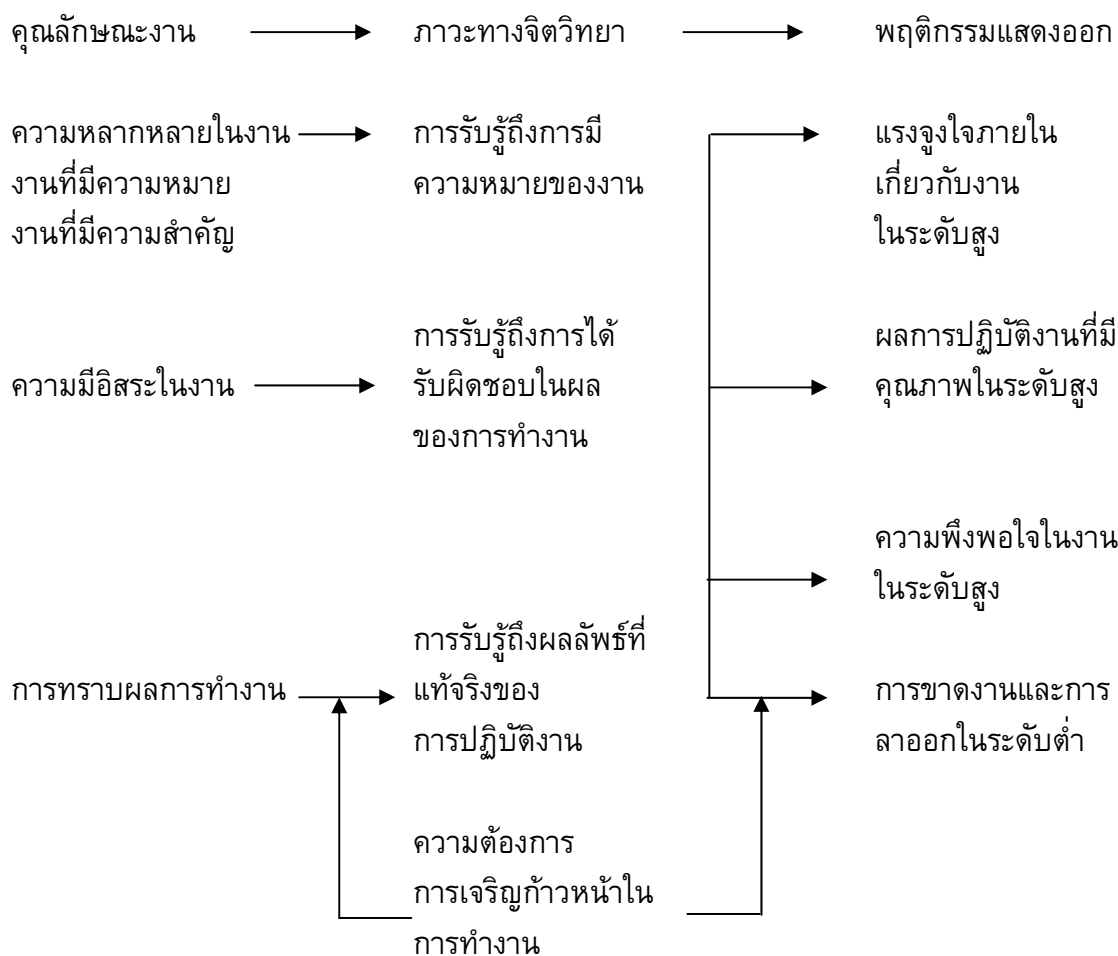 คุณลักษณะงาน ภาวะทางจิตวิทยา พฤติกรรมแสดงออก
ความหลากหลายในงาน
งานที่มีความหมาย
งานที่มีความสำคัญ
การรับรู้ถึงการมี
ความหมายของงาน
แรงจูงใจภายใน
เกี่ยวกับงาน
ในระดับสูง
ความมีอิสระในงาน
การรับรู้ถึงการได้
รับผิดชอบในผล
ของการทำงาน
ผลการปฏิบัติงานที่มี
คุณภาพในระดับสูง
ความพึงพอใจในงาน
ในระดับสูง
การทราบผลการทำงาน
การรับรู้ถึงผลลัพธ์ที่
แท้จริงของ
การปฏิบัติงาน
การขาดงานและการ
ลาออกในระดับต่ำ
ความต้องการ
การเจริญก้าวหน้าใน
การทำงาน